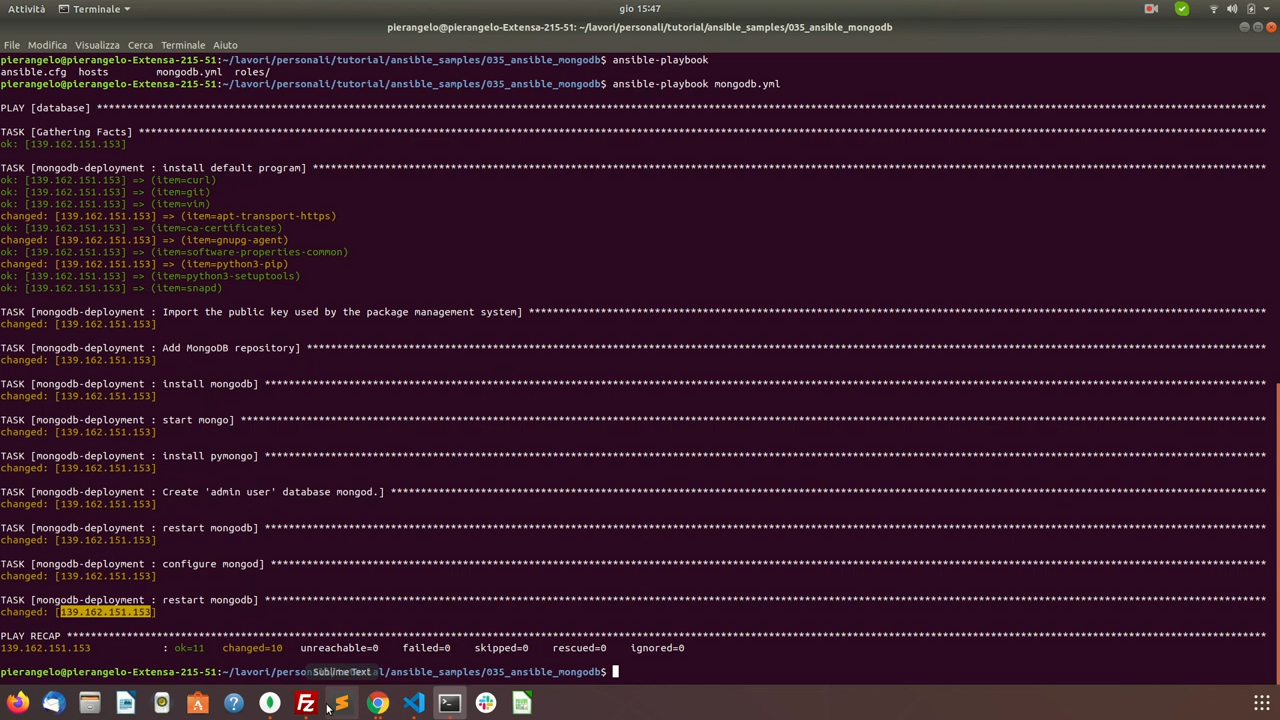 Attività
Terminale
gio 15:47
pierangelo@pierangelo-Extensa-215-51: ~/lavori/personali/tutorial/ansible_samples/035_ansible_mongodb
File Modifica Visualizza Cerca Terminale Aiuto
pierangelo@pierangelo-Extensa-215-51:~/lavori/personali/tutorial/ansible_samples/035_ansible_mongodb$ ansible-playbook
ansible.cfg hosts mongodb.yml roles/
pierangelo@pierangelo-Extensa-215-51:~/lavori/personali/tutorial/ansible_samples/035_ansible_mongodb$ ansible-playbook mongodb.yml
PLAY [database] ****
TASK [Gathering Facts] ****
ok: [139.162.151.153]
TASK [mongodb-deployment : install default program] ****
ok: [139.162.151.153] => (item=curl)
ok: [139.162.151.153] => (item=git)
ok: [139.162.151.153] => (item=vim)
changed: [139.162.151.153] => (item=apt-transport-https)
ok: [139.162.151.153] => (item=ca-certificates)
changed: [139.162.151.153] => (item=gnupg-agent)
ok: [139.162.151.153] => (item=software-properties-common)
changed: [139.162.151.153] => (item=python3-pip)
ok: [139.162.151.153] => (item=python3-setuptools)
ok: [139.162.151.153] => (item=snapd)
TASK [mongodb-deployment : Import the public key used by the package management system] ****
changed: [139.162.151.153]
TASK [mongodb-deployment : Add MongoDB repository] ****
changed: [139.162.151.153]
TASK [mongodb-deployment : install mongodb] ****
changed: [139.162.151.153]
TASK [mongodb-deployment : start mongo] ****
changed: [139.162.151.153]
TASK [mongodb-deployment : install pymongo] ****
changed: [139.162.151.153]
TASK [mongodb-deployment : Create 'admin user' database mongod.] ****
changed: [139.162.151.153]
TASK [mongodb-deployment : restart mongodb] ****
changed: [139.162.151.153]
TASK [mongodb-deployment : configure mongod] ****
changed: [139.162.151.153]
TASK [mongodb-deployment : restart mongodb] ****
changed: [139.162.151.153]
PLAY RECAP ****
139.162.151.153 : ok=11 changed=10 unreachable=0 failed=0 skipped=0 rescued=0 ignored=0
pierangelo@pierangelo-Extensa-215-51:~/lavori/personali/tutorial/ansible_samples/035_ansible_mongodb$
Sublime Text